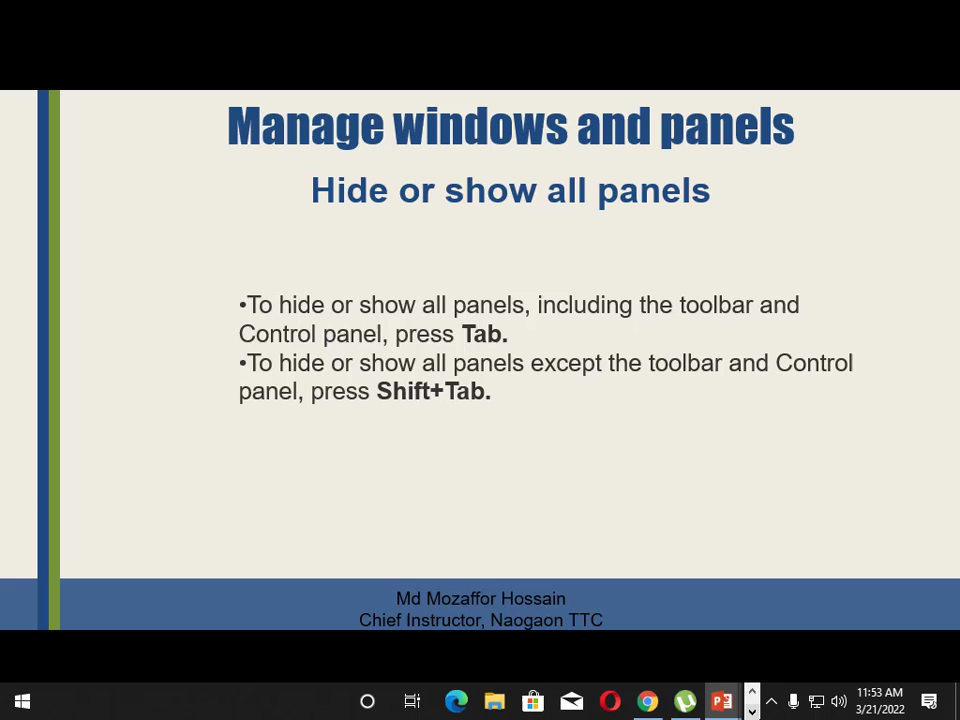 Manage windows and panels
Hide or show all panels
•To hide or show all panels, including the toolbar and
Control panel, press Tab.
•To hide or show all panels except the toolbar and Control
panel, press Shift+Tab.
Md Mozaffor Hossain
Chief Instructor, Naogaon TTC
11:53 AM
3/21/2022